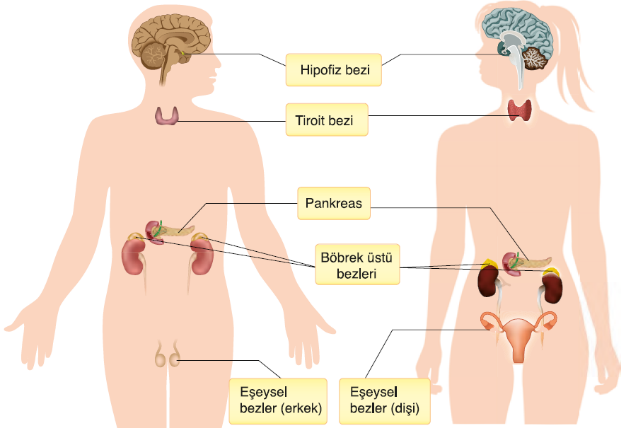 Hipofiz bezi
Tiroit bezi
Pankreas
Böbrek üstü
bezleri
Eşeysel
bezler (erkek)
Eşeysel
bezler (dişi)